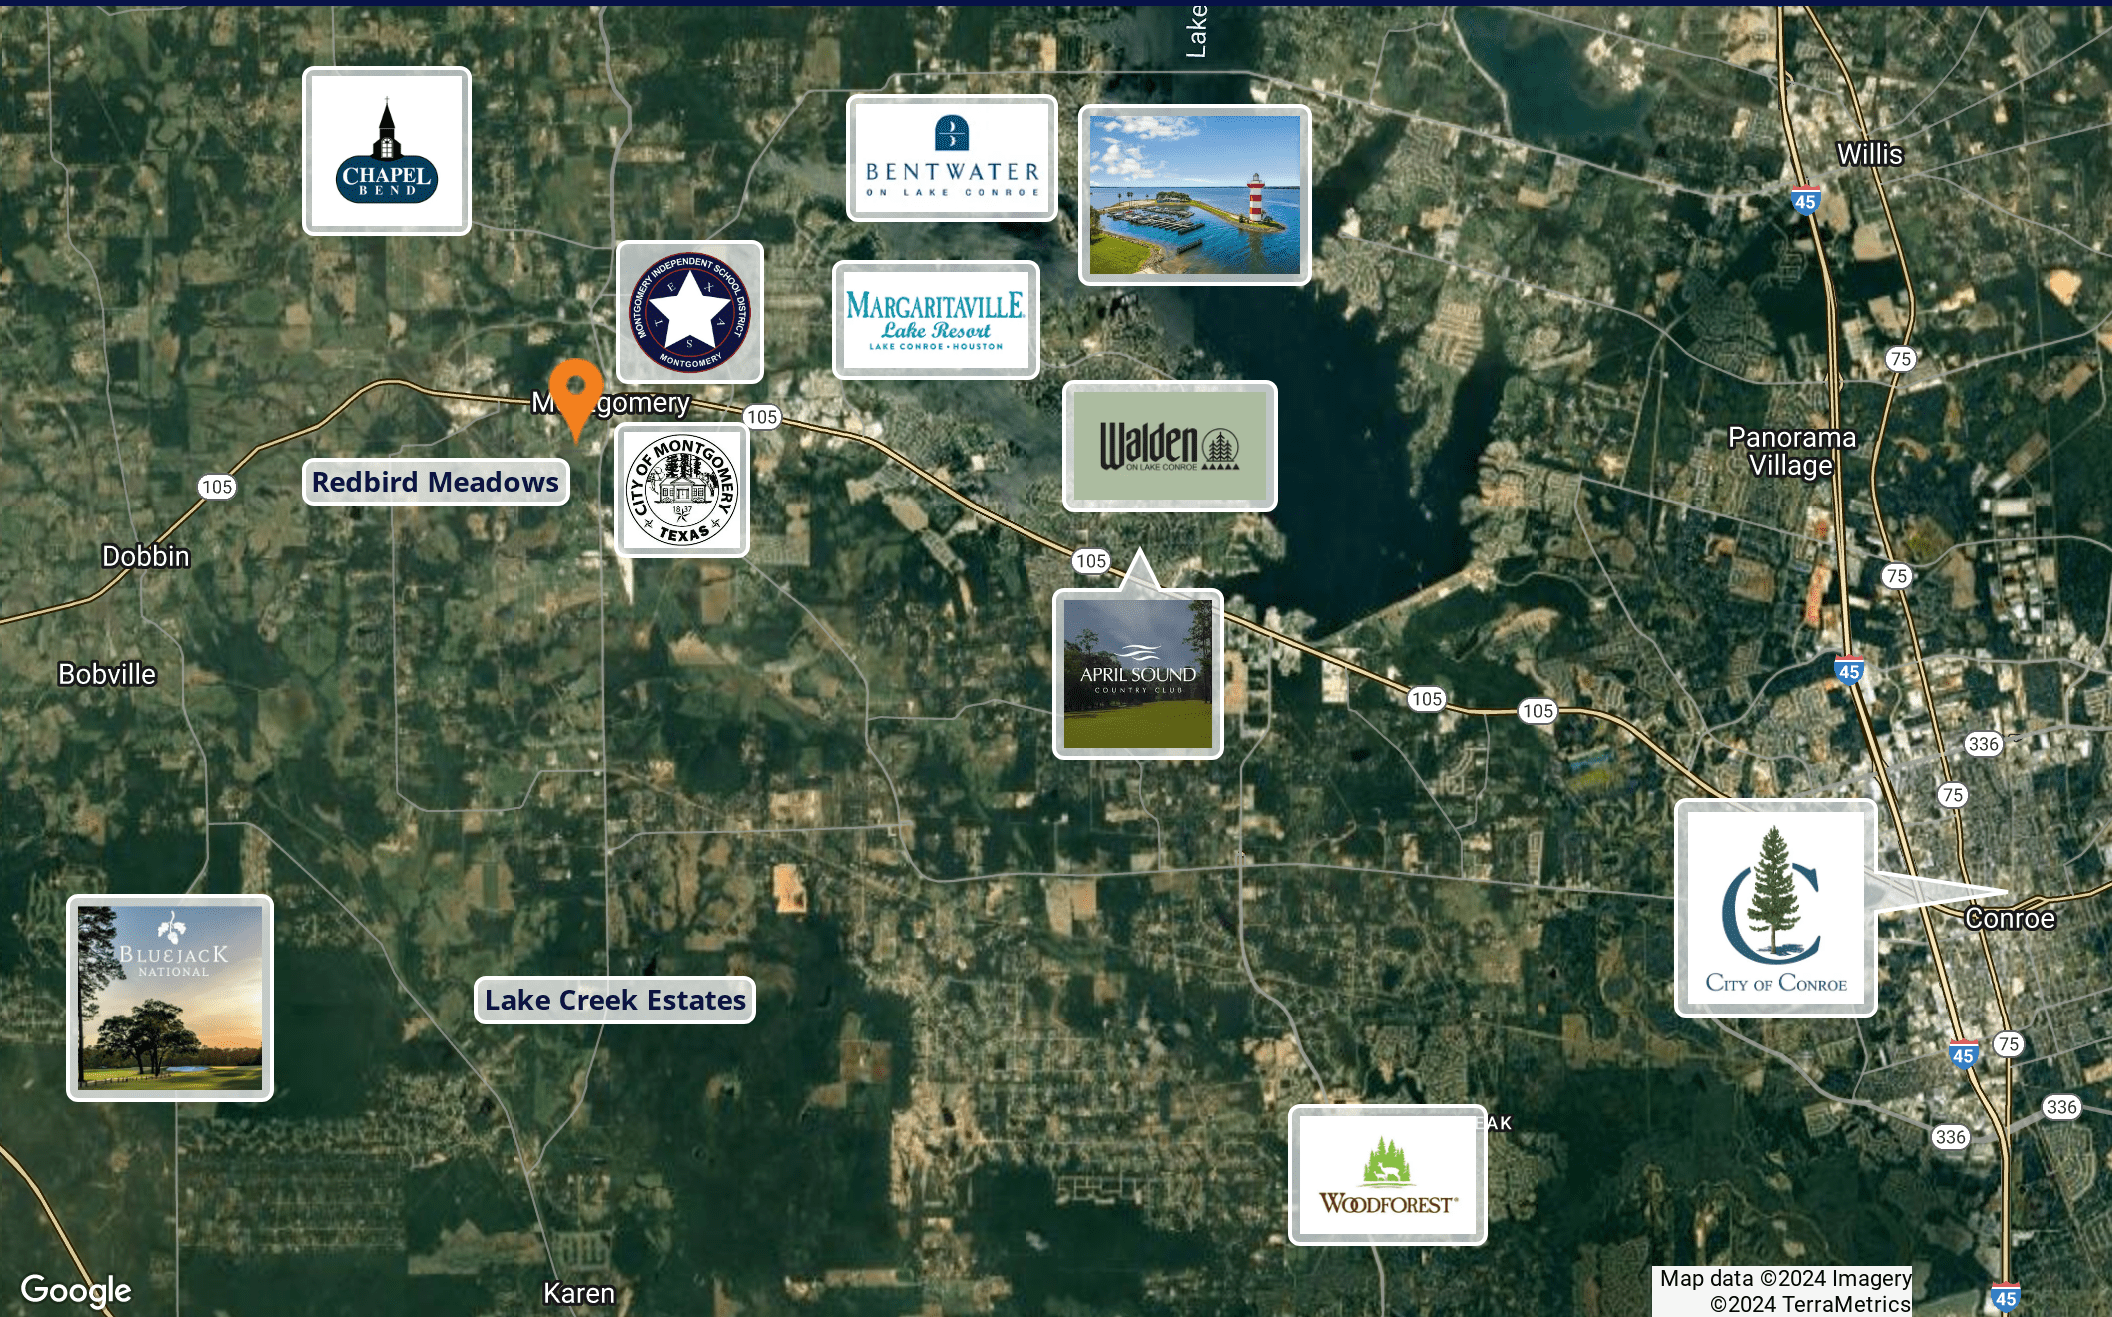 Lake
CHAPEL
BEND
BENTWATER
ON LAKE CONROE
Willis
45
MONTGOMERY INDEPENDENT SCHOOL DISTRICT
T E X A S
MONTGOMERY
MARGARITAVILLE
Lake Resort
LAKE CONROE • HOUSTON
75
105
Walden
ON LAKE CONROE
Panorama
Village
Redbird Meadows
105
CITY OF MONTGOMERY
1837
TEXAS
Dobbin
105
75
Bobville
APRIL SOUND
COUNTRY CLUB
45
105
105
336
75
CITY OF CONROE
Conroe
BLUEJACK
NATIONAL
Lake Creek Estates
45
75
336
336
EAK
WOODFOREST®
Karen
Google
Map data ©2024 Imagery
©2024 TerraMetrics
45